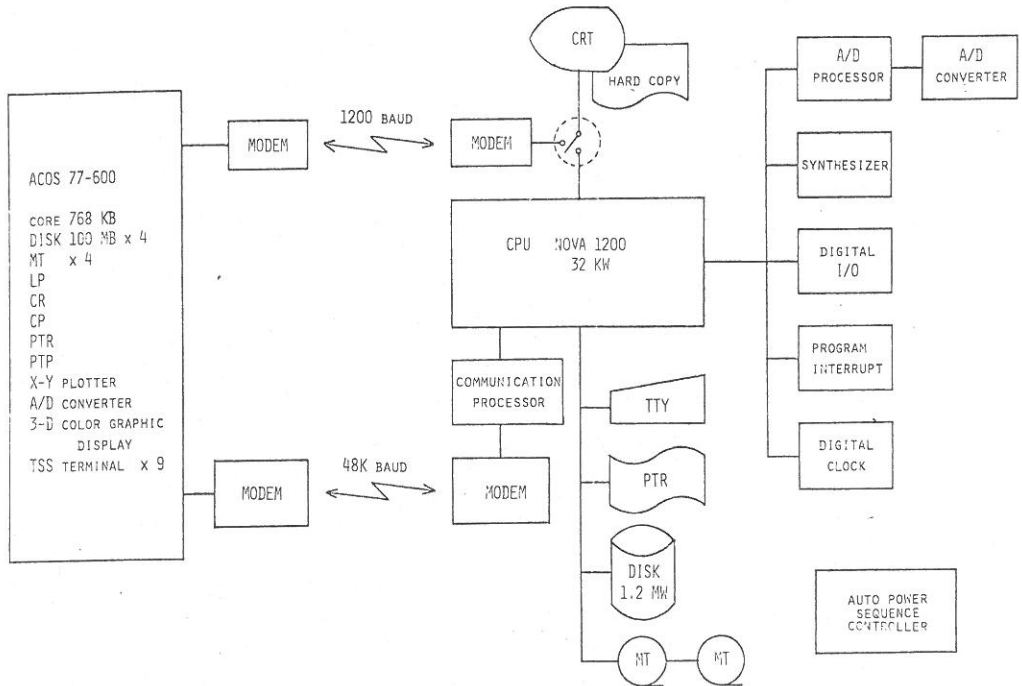 ACOS 77-600
CORE 768 KB
DISK 100 MB x 4
MT x 4
LP
CR
CP
PTR
PTP
X-Y PLOTTER
A/D CONVERTER
3-D COLOR GRAPHIC
DISPLAY
TSS TERMINAL x 9
MODEM
1200 BAUD
MODEM
CRT
HARD COPY
CPU NOVA 1200
32 KW
COMMUNICATION
PROCESSOR
MODEM
48K BAUD
MODEM
TTY
PTR
DISK
1.2 MW
MT
MT
A/D
PROCESSOR
A/D
CONVERTER
SYNTHESIZER
DIGITAL
I/O
PROGRAM
INTERRUPT
DIGITAL
CLOCK
AUTO POWER
SEQUENCE
CONTROLLER